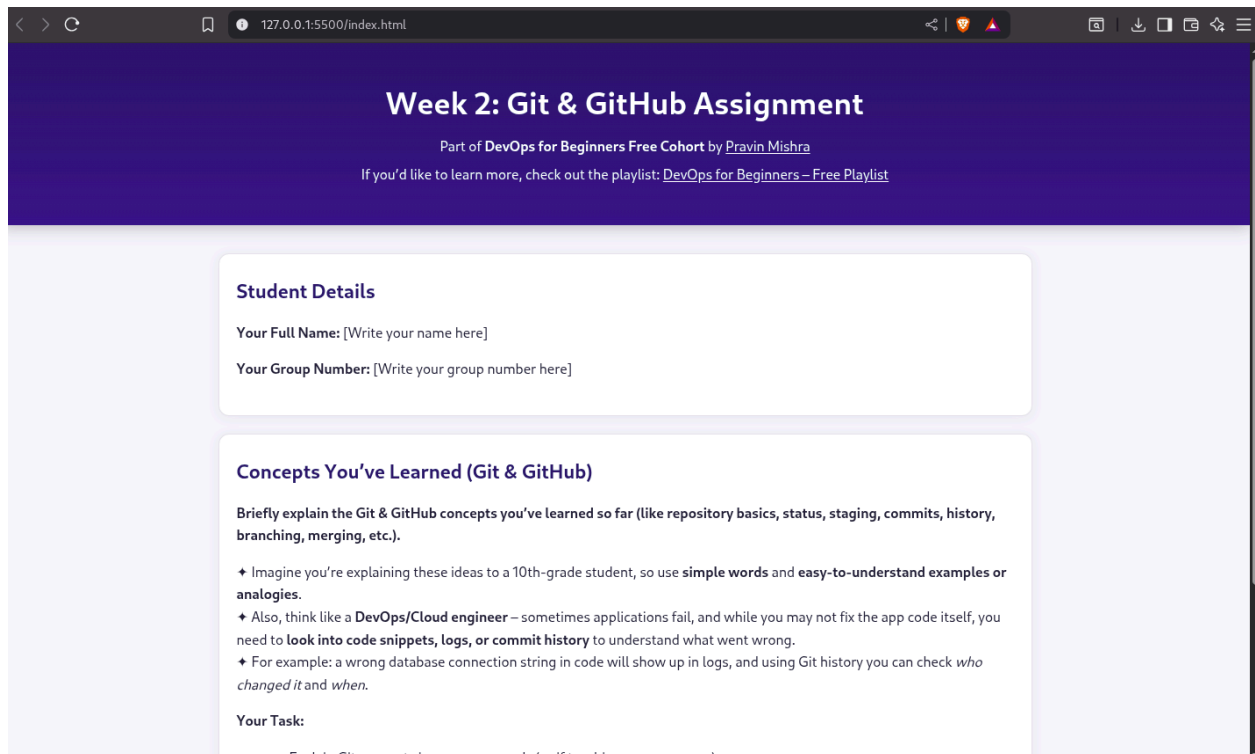 127.0.0.1:5500/index.html
Week 2: Git & GitHub Assignment
Part of DevOps for Beginners Free Cohort by Pravin Mishra
If you’d like to learn more, check out the playlist: DevOps for Beginners – Free Playlist
Student Details
Your Full Name: [Write your name here]
Your Group Number: [Write your group number here]
Concepts You’ve Learned (Git & GitHub)
Briefly explain the Git & GitHub concepts you’ve learned so far (like repository basics, status, staging, commits, history,
branching, merging, etc.).
✦ Imagine you’re explaining these ideas to a 10th-grade student, so use simple words and easy-to-understand examples or
analogies.
✦ Also, think like a DevOps/Cloud engineer – sometimes applications fail, and while you may not fix the app code itself, you
need to look into code snippets, logs, or commit history to understand what went wrong.
✦ For example: a wrong database connection string in code will show up in logs, and using Git history you can check who
changed it and when.
Your Task: